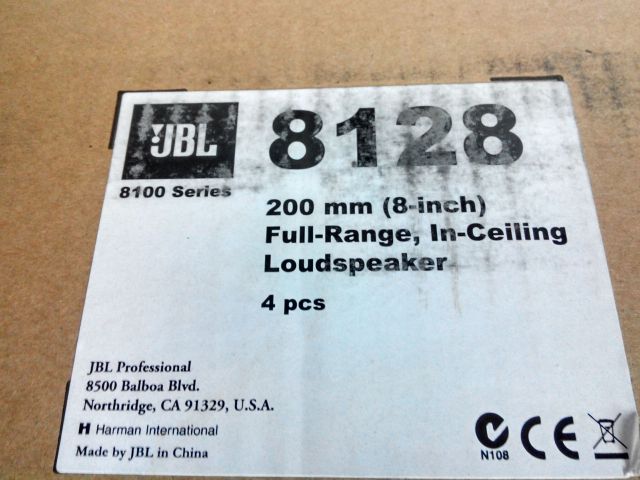 JBL
8128
8100 Series
200 mm (8-inch)
Full-Range, In-Ceiling
Loudspeaker
4 pcs
JBL Professional
8500 Balboa Blvd.
Northridge, CA 91329, U.S.A.
H Harman International
Made by JBL in China
N108
CE